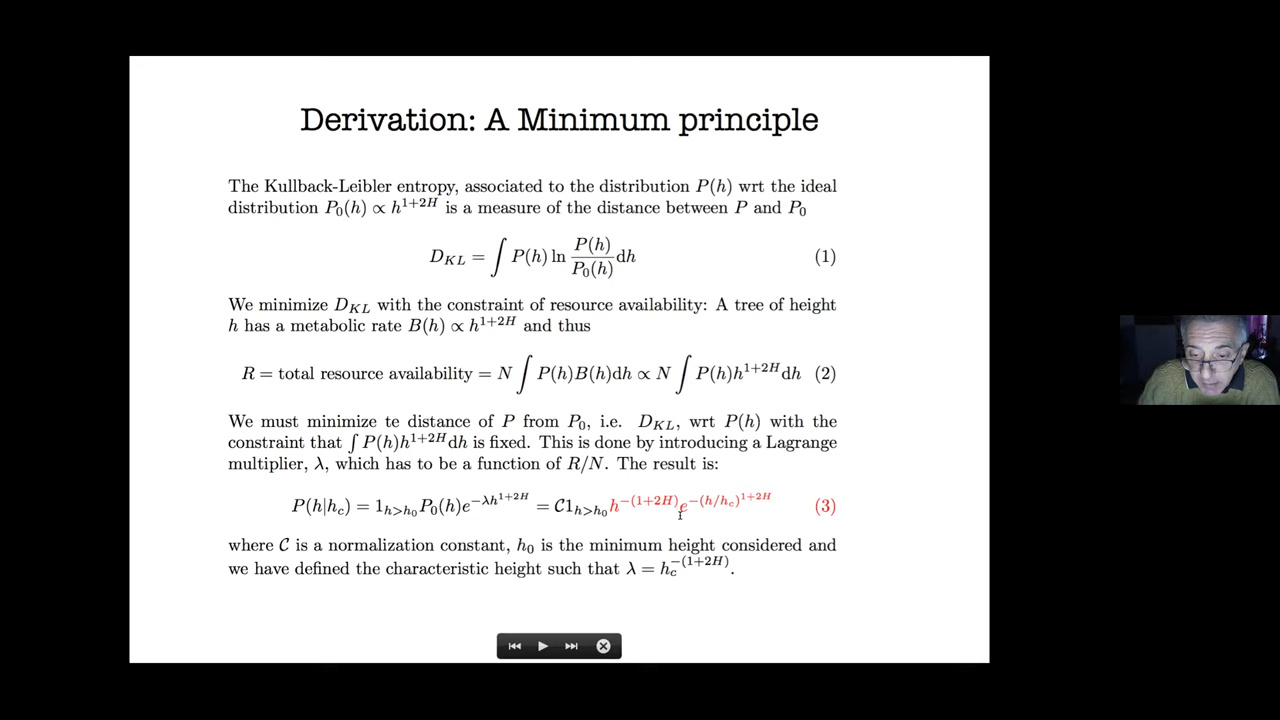 Derivation: A Minimum principle
The Kullback-Leibler entropy, associated to the distribution P(h) wrt the ideal
distribution P₀(h) ∝ h^{1+2H} is a measure of the distance between P and P₀
D_{KL} = ∫ P(h) ln \frac{P(h)}{P₀(h)} dh (1)
We minimize D_{KL} with the constraint of resource availability: A tree of height
h has a metabolic rate B(h) ∝ h^{1+2H} and thus
R = total resource availability = N ∫ P(h)B(h)dh ∝ N ∫ P(h)h^{1+2H}dh (2)
We must minimize te distance of P from P₀, i.e. D_{KL}, wrt P(h) with the
constraint that ∫ P(h)h^{1+2H}dh is fixed. This is done by introducing a Lagrange
multiplier, λ, which has to be a function of R/N. The result is:
P(h|h_c) = 1_{h>h₀} P₀(h)e^{-λh^{1+2H}} = 𝒞1_{h>h₀} h^{-(1+2H)} e^{-(h/h_c)^{1+2H}} (3)
where 𝒞 is a normalization constant, h₀ is the minimum height considered and
we have defined the characteristic height such that λ = h_c^{-(1+2H)}.